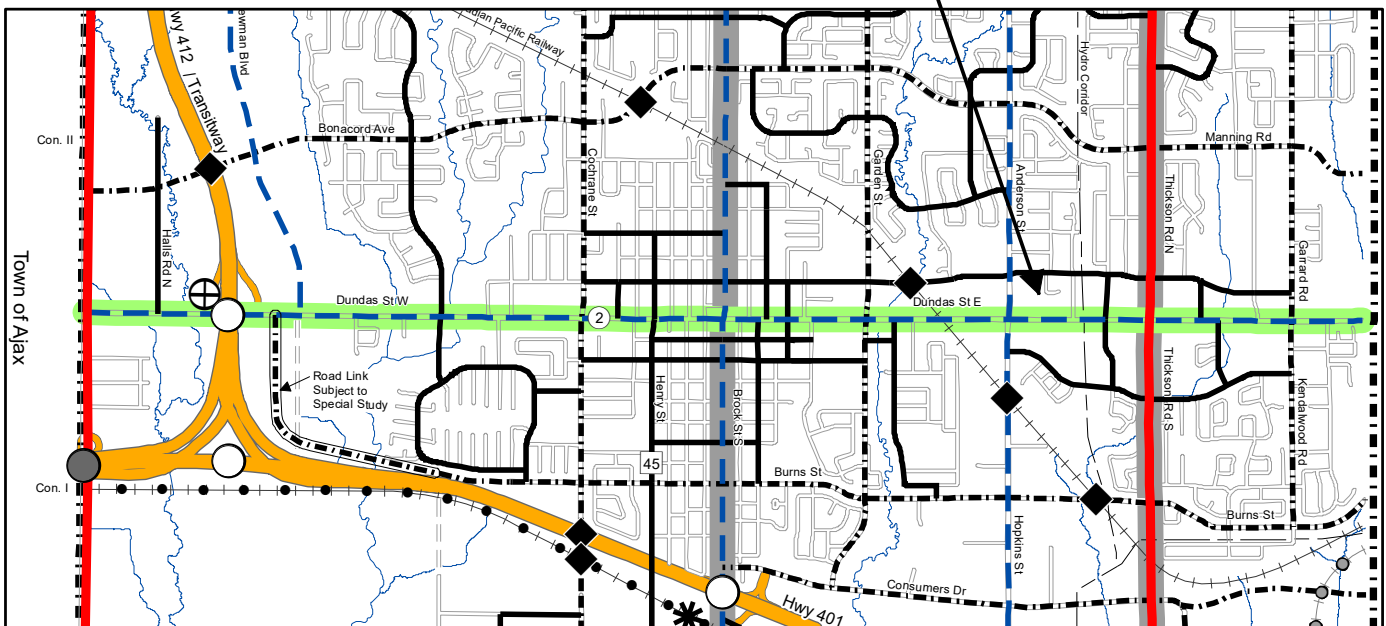 Hwy 412 / Transitway
Canadian Pacific Railway
Hydro Corridor
Con. II
Bonacord Ave
Manning Rd
Cochrane St
Garden St
Anderson St
Thickson Rd N
Halls Rd N
Garrard Rd
Town of Ajax
Dundas St W
Dundas St E
2
Road Link
Subject to
Special Study
Henry St
Brock St S
Thickson Rd S
Kendalwood Rd
45
Con. I
Burns St
Burns St
Hopkins St
Consumers Dr
Hwy 401